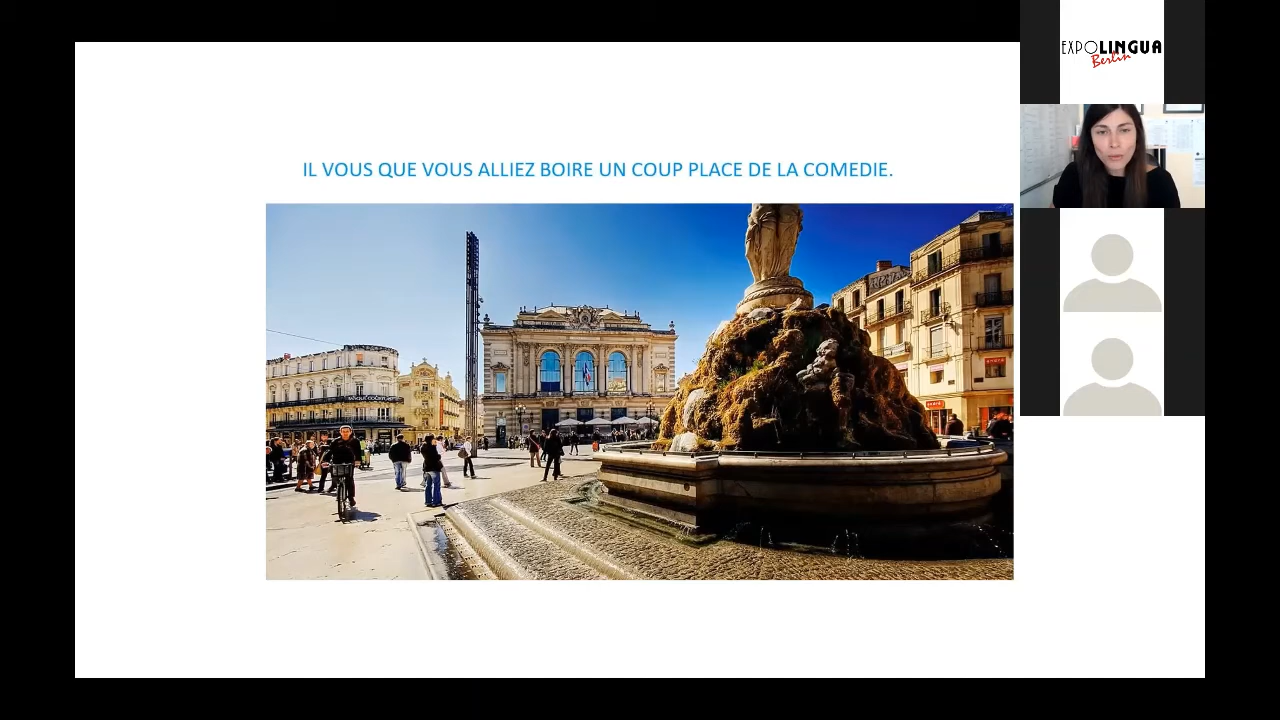 EXPOLINGUA
Berlin
IL VOUS QUE VOUS ALLIEZ BOIRE UN COUP PLACE DE LA COMEDIE.